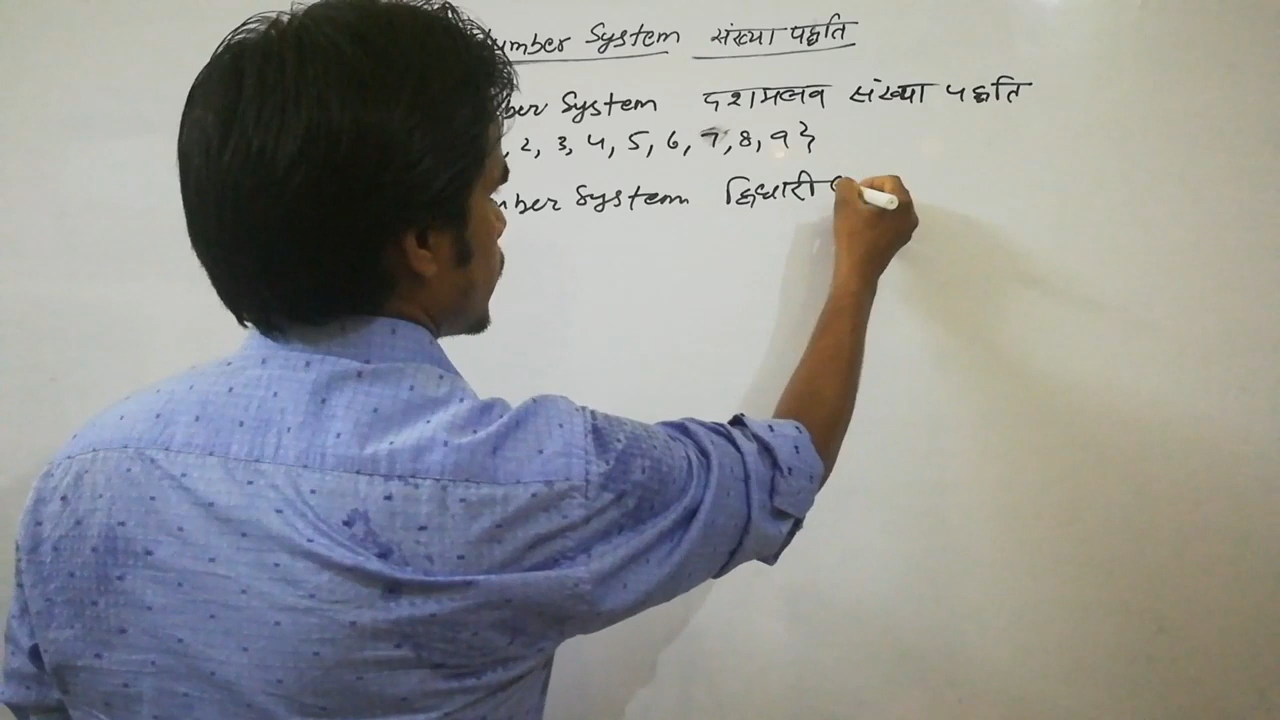 umber System संख्या पद्धति
ber System दशमलव संख्या पद्धति
, 2, 3, 4, 5, 6, 7, 8, 9}
mber System द्विधारी